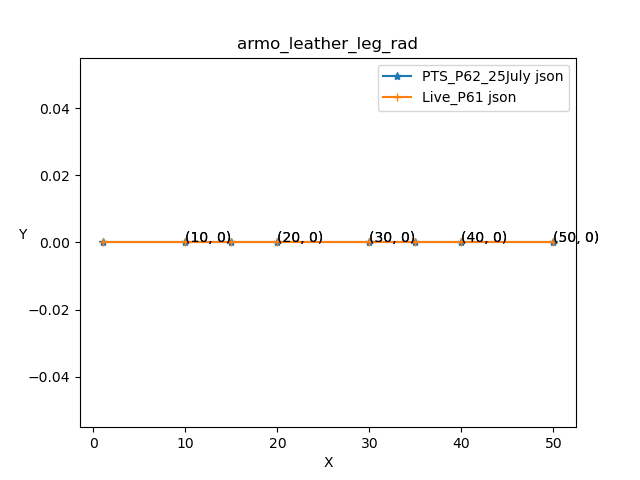 armo_leather_leg_rad
PTS_P62_25July json
Live_P61 json
0.04
0.02
0.00
−0.02
−0.04
Y
(10, 0) (20, 0) (30, 0) (40, 0) (50, 0)
0 10 20 30 40 50
X